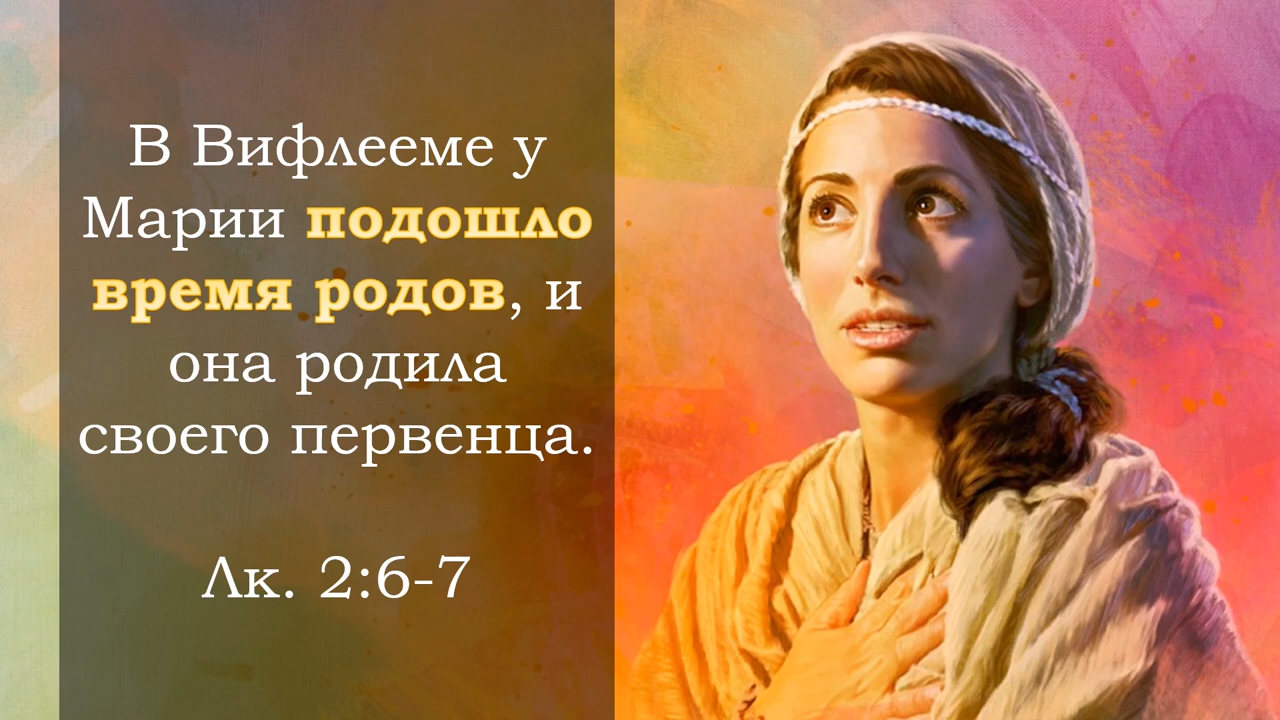 В Вифлееме у
Марии подошло
время родов, и
она родила
своего первенца.
Лк. 2:6-7